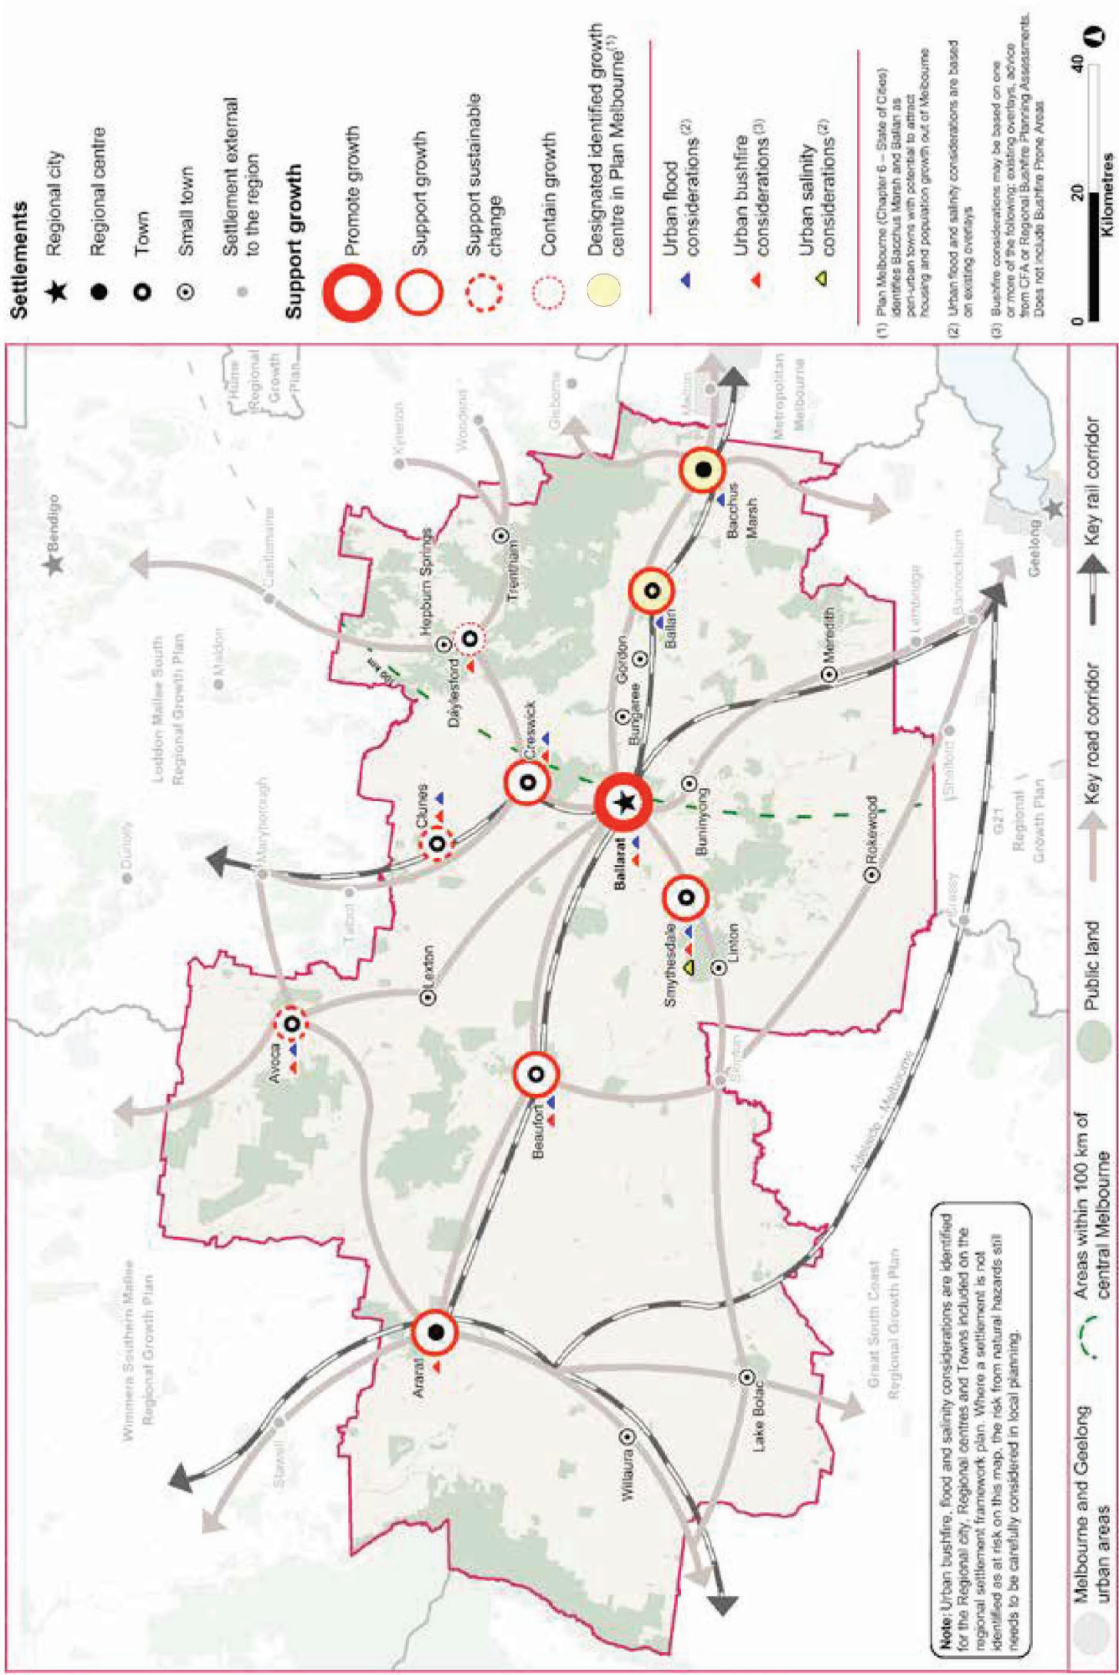 Settlements
Regional city
Regional centre
Town
Small town
Settlement external
to the region
Support growth
Promote growth
Support growth
Support sustainable
change
Contain growth
Designated identified growth
centre in Plan Melbourne(1)
Urban flood
considerations(2)
Urban bushfire
considerations(3)
Urban salinity
considerations(2)
(1) Plan Melbourne (Chapter 6 – State of Cities)
identifies Bacchus Marsh and Ballan as
peri-urban towns with potential to attract
housing and population growth out of Melbourne
(2) Urban flood and salinity considerations are based
on existing overlays
(3) Bushfire considerations may be based on one
or more of the following; existing overlays, advice
from CFA or Regional Bushfire Planning Assessments.
Does not include Bushfire Prone Areas
0 20 40
Kilometres
Wimmera Southern Mallee
Regional Growth Plan
Loddon Mallee South
Regional Growth Plan
Hume
Regional
Growth
Plan
Bendigo
Dunolly
Maldon
Castlemaine
Maryborough
Talbot
Kyneton
Woodend
Gisborne
Stawell
Avoca
Lexton
Clunes
Creswick
Daylesford
Hepburn Springs
Trentham
100 km
Ararat
Beaufort
Ballarat
Bungaree
Gordon
Ballan
Bacchus
Marsh
Melton
Metropolitan
Melbourne
Willaura
Lake Bolac
Smythesdale
Linton
Buninyong
Skipton
Rokewood
Meredith
Lethbridge
Bannockburn
Shelford
Cressy
Geelong
G21
Regional
Growth Plan
Adelaide - Melbourne
Great South Coast
Regional Growth Plan
Note: Urban bushfire, flood and salinity considerations are identified
for the Regional city, Regional centres and Towns included on the
regional settlement framework plan. Where a settlement is not
identified as at risk on this map, the risk from natural hazards still
needs to be carefully considered in local planning.
Melbourne and Geelong
urban areas
Areas within 100 km of
central Melbourne
Public land
Key road corridor
Key rail corridor